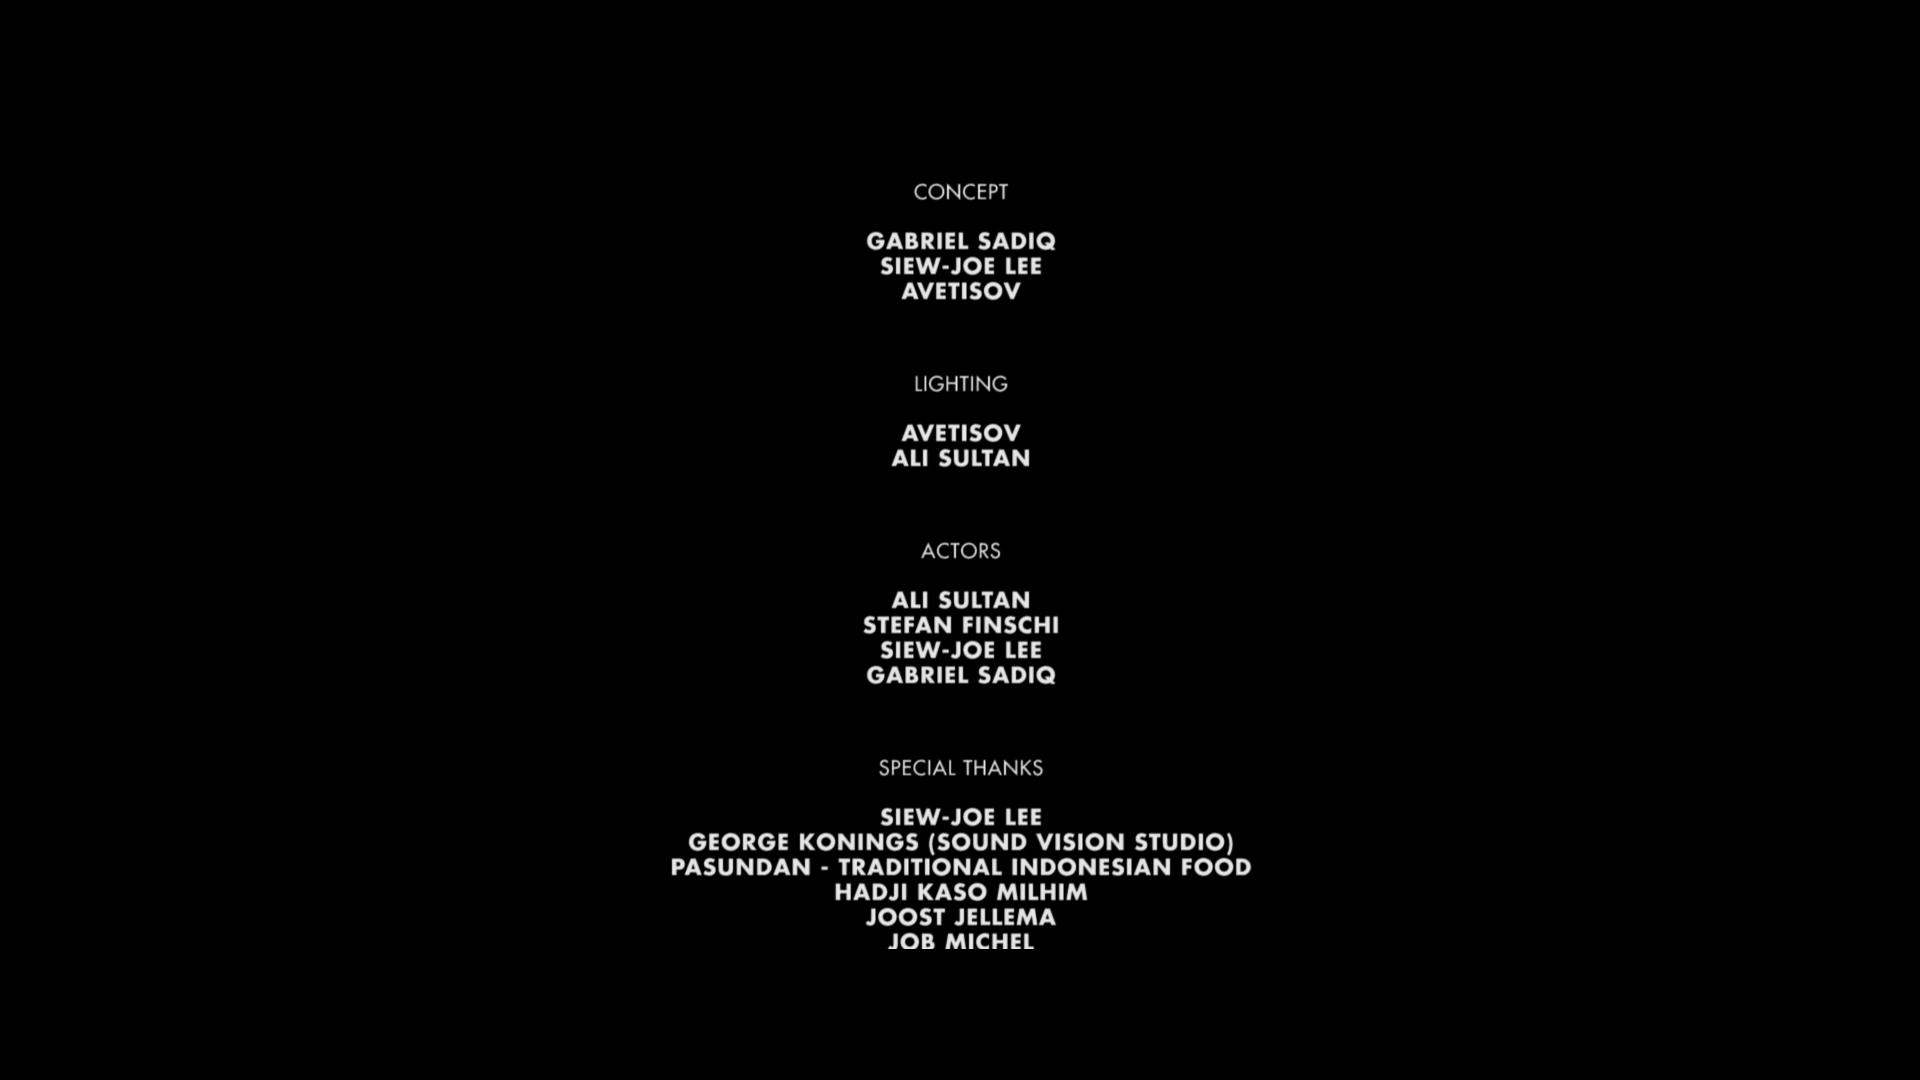 CONCEPT
GABRIEL SADIQ
SIEW-JOE LEE
AVETISOV
LIGHTING
AVETISOV
ALI SULTAN
ACTORS
ALI SULTAN
STEFAN FINSCHI
SIEW-JOE LEE
GABRIEL SADIQ
SPECIAL THANKS
SIEW-JOE LEE
GEORGE KONINGS (SOUND VISION STUDIO)
PASUNDAN - TRADITIONAL INDONESIAN FOOD
HADJI KASO MILHIM
JOOST JELLEMA
JOB MICHEL